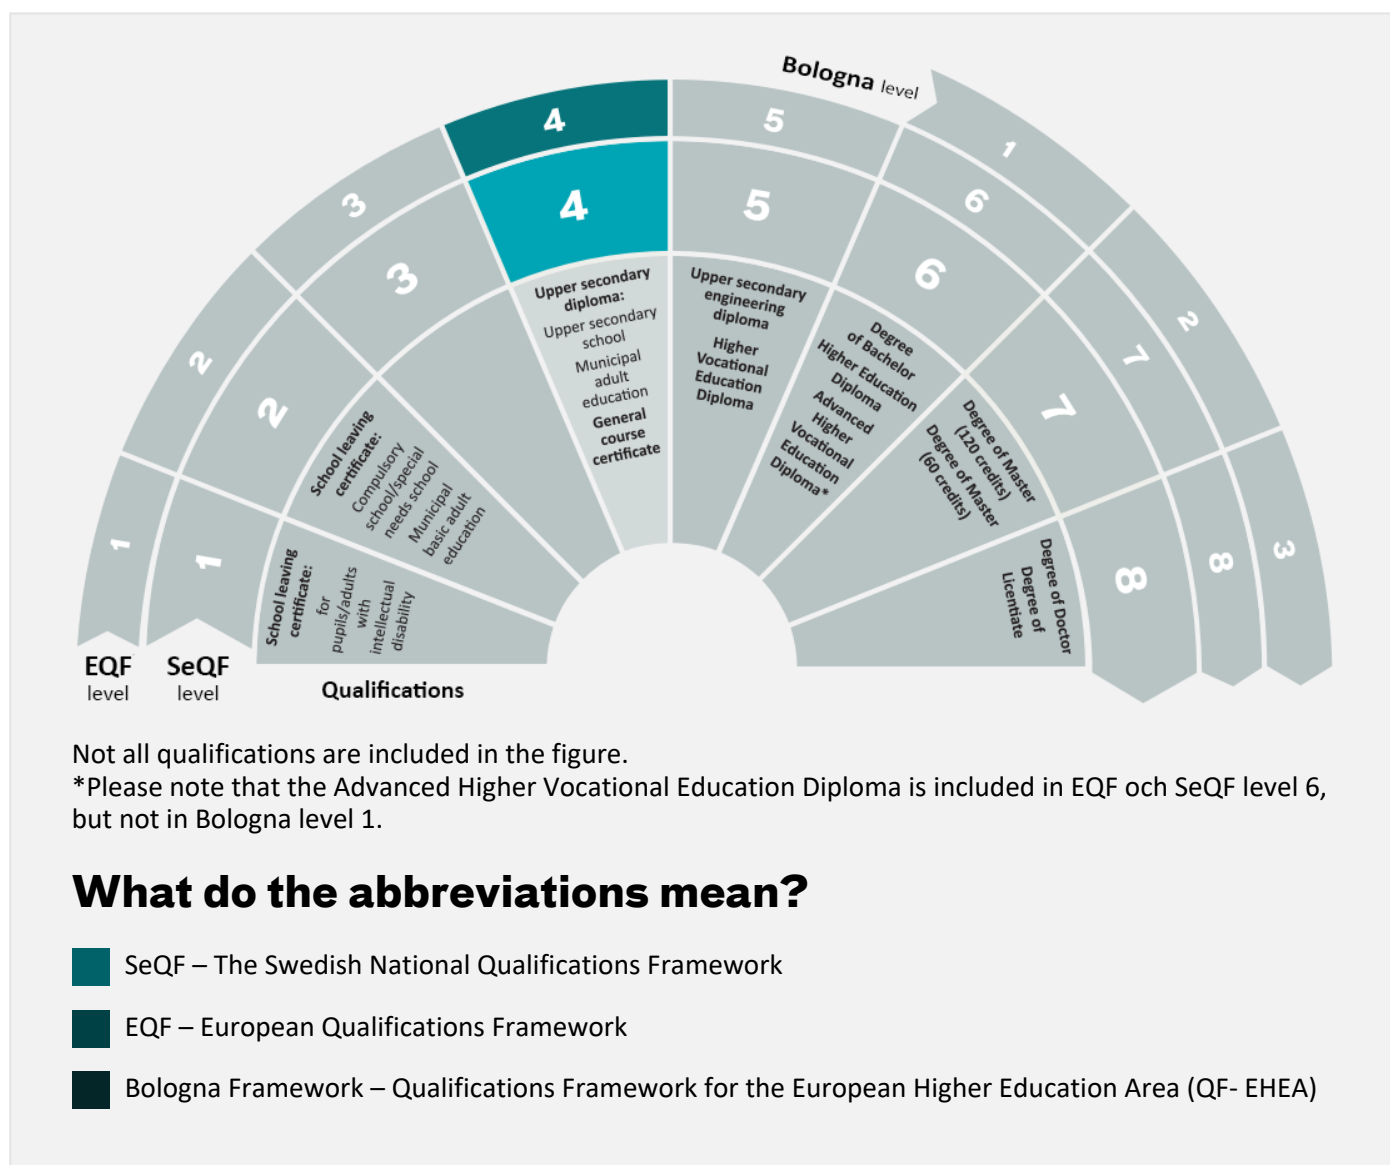 Bologna level
4
5
1
3
6
2
2
7
1
8
3
4
5
3
6
2
7
1
8
School leaving
certificate:
for
pupils/adults
with
intellectual
disability
School leaving
certificate:
Compulsory
school/special
needs school
Municipal
basic adult
education
Upper secondary
diploma:
Upper secondary
school
Municipal
adult
education
General
course
certificate
Upper secondary
engineering
diploma
Higher
Vocational
Education
Diploma
Degree
of Bachelor
Higher Education
Diploma
Advanced
Higher
Vocational
Education
Diploma*
Degree of Master
(120 credits)
Degree of Master
(60 credits)
Degree of Doctor
Degree of
Licentiate
EQF
level
SeQF
level
Qualifications
Not all qualifications are included in the figure.
*Please note that the Advanced Higher Vocational Education Diploma is included in EQF och SeQF level 6,
but not in Bologna level 1.
What do the abbreviations mean?
SeQF – The Swedish National Qualifications Framework
EQF – European Qualifications Framework
Bologna Framework – Qualifications Framework for the European Higher Education Area (QF- EHEA)